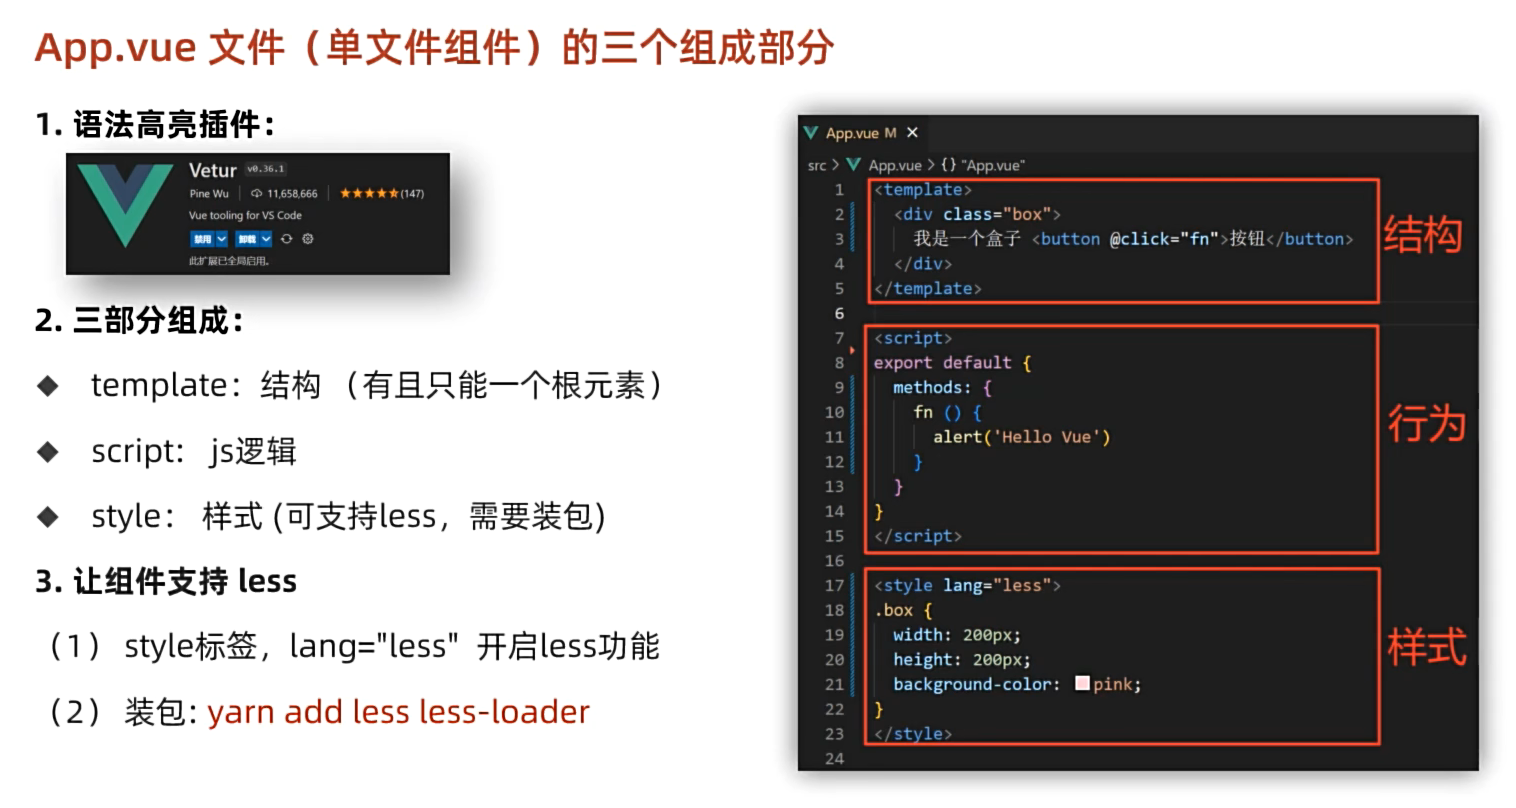 App.vue 文件（单文件组件）的三个组成部分
1. 语法高亮插件：
Vetur v0.36.1
Pine Wu 11,658,666 (147)
Vue tooling for VS Code
禁用 卸载
此扩展已全局启用。
2. 三部分组成：
template：结构 （有且只能一个根元素）
script： js逻辑
style： 样式 (可支持less，需要装包)
3. 让组件支持 less
（1） style标签，lang="less" 开启less功能
（2） 装包: yarn add less less-loader
App.vue M
src > App.vue > {} "App.vue"
1 <template>
2 <div class="box">
3 我是一个盒子 <button @click="fn">按钮</button>
4 </div>
5 </template>
6
7 <script>
8 export default {
9 methods: {
10 fn () {
11 alert('Hello Vue')
12 }
13 }
14 }
15 </script>
16
17 <style lang="less">
18 .box {
19 width: 200px;
20 height: 200px;
21 background-color: pink;
22 }
23 </style>
24
结构
行为
样式